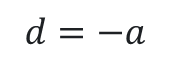 d = −a